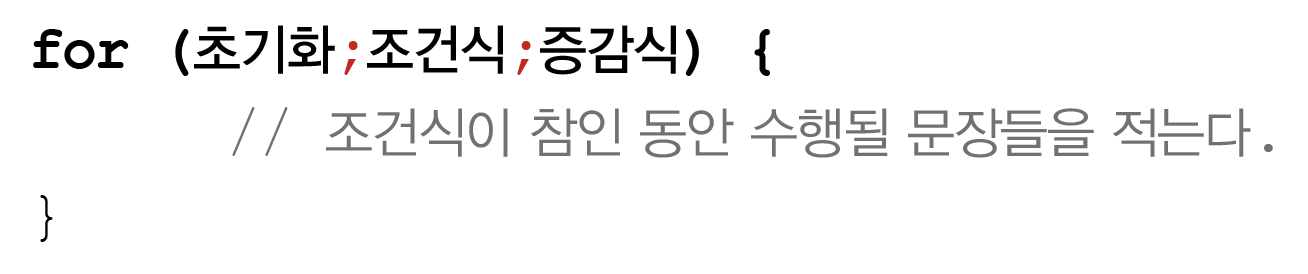 for (초기화;조건식;증감식) {
// 조건식이 참인 동안 수행될 문장들을 적는다.
}